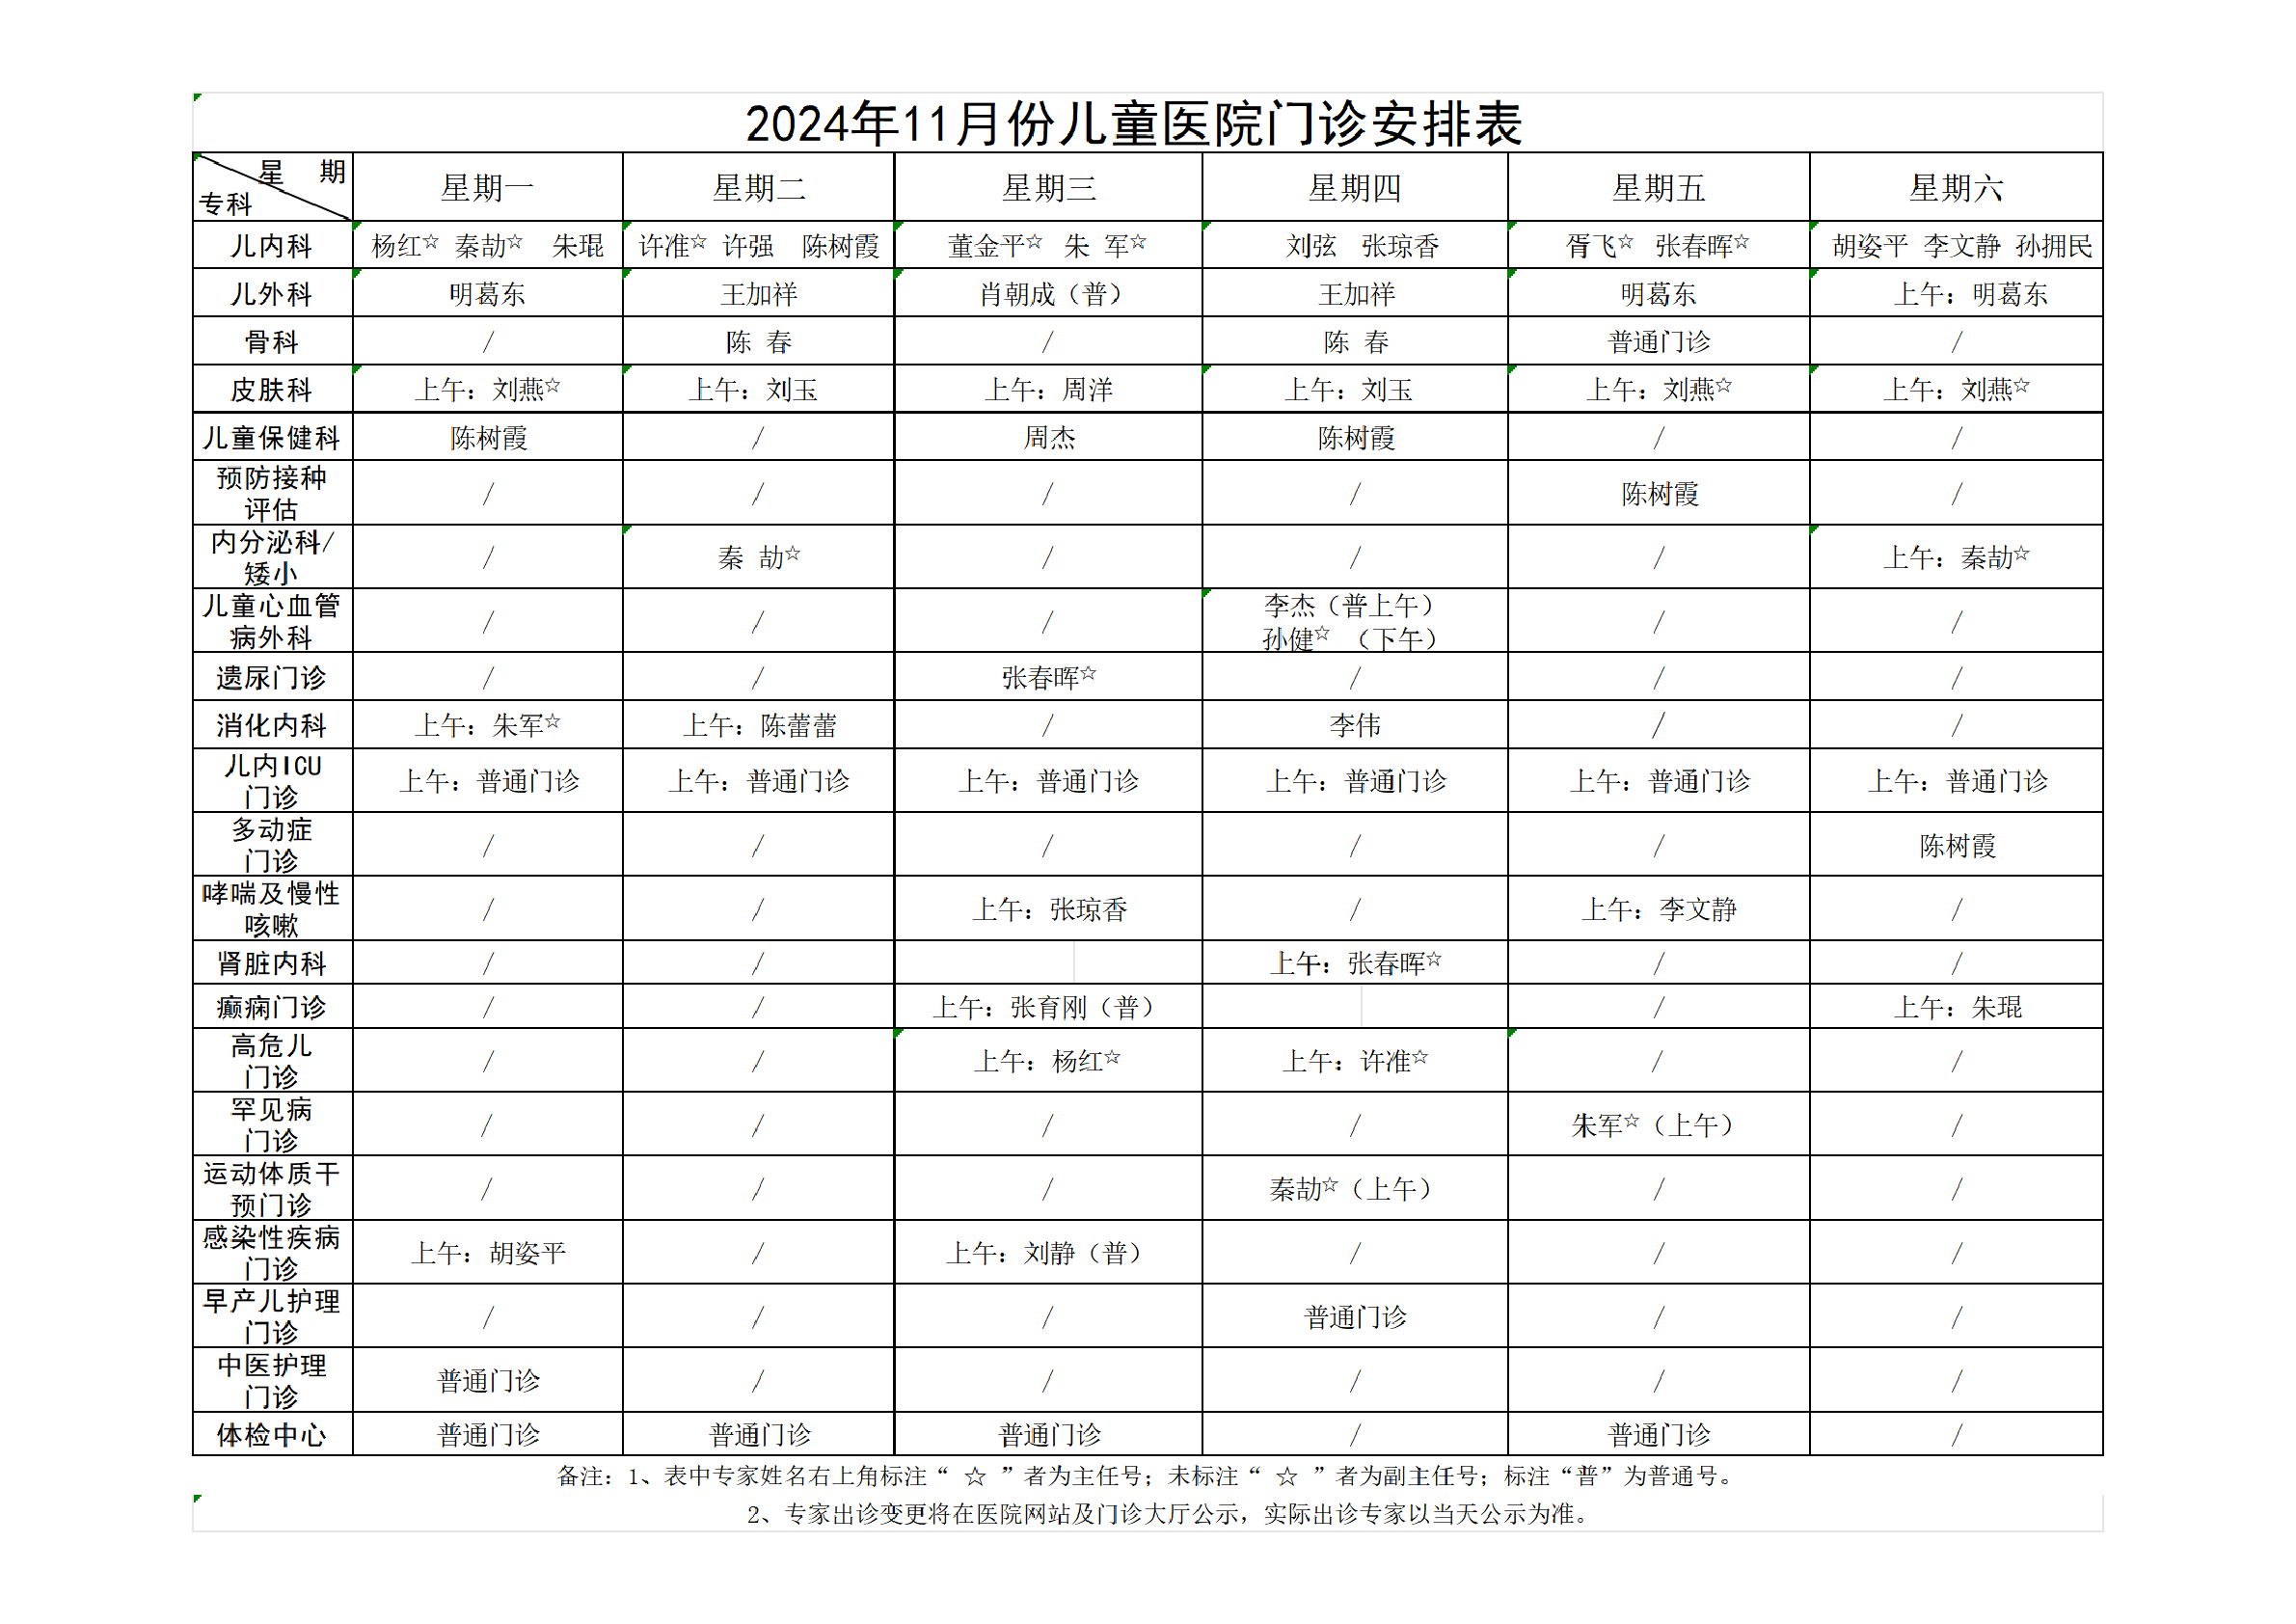 2024年11月份儿童医院门诊安排表
星 期
专科
星期一 星期二 星期三 星期四 星期五 星期六
儿内科 杨红☆ 秦劼☆ 朱琨 许准☆ 许强 陈树霞 董金平☆ 朱 军☆ 刘弦 张琼香 胥飞☆ 张春晖☆ 胡姿平 李文静 孙拥民
儿外科 明葛东 王加祥 肖朝成（普） 王加祥 明葛东 上午：明葛东
骨科 / 陈 春 / 陈 春 普通门诊 /
皮肤科 上午：刘燕☆ 上午：刘玉 上午：周洋 上午：刘玉 上午：刘燕☆ 上午：刘燕☆
儿童保健科 陈树霞 / 周杰 陈树霞 / /
预防接种
评估 / / / / 陈树霞 /
内分泌科/
矮小 / 秦 劼☆ / / / 上午：秦劼☆
儿童心血管
病外科 / / / 李杰（普上午）
孙健☆ （下午） / /
遗尿门诊 / / 张春晖☆ / / /
消化内科 上午：朱军☆ 上午：陈蕾蕾 / 李伟 / /
儿内ICU
门诊 上午：普通门诊 上午：普通门诊 上午：普通门诊 上午：普通门诊 上午：普通门诊 上午：普通门诊
多动症
门诊 / / / / / 陈树霞
哮喘及慢性
咳嗽 / / 上午：张琼香 / 上午：李文静 /
肾脏内科 / / 上午：张春晖☆ / /
癫痫门诊 / / 上午：张育刚（普） / 上午：朱琨
高危儿
门诊 / / 上午：杨红☆ 上午：许准☆ / /
罕见病
门诊 / / / / 朱军☆（上午） /
运动体质干
预门诊 / / / 秦劼☆（上午） / /
感染性疾病
门诊 上午：胡姿平 / 上午：刘静（普） / / /
早产儿护理
门诊 / / / 普通门诊 / /
中医护理
门诊 普通门诊 / / / / /
体检中心 普通门诊 普通门诊 普通门诊 / 普通门诊 /
备注：1、表中专家姓名右上角标注“ ☆ ”者为主任号；未标注“ ☆ ”者为副主任号；标注“普”为普通号。
2、专家出诊变更将在医院网站及门诊大厅公示，实际出诊专家以当天公示为准。